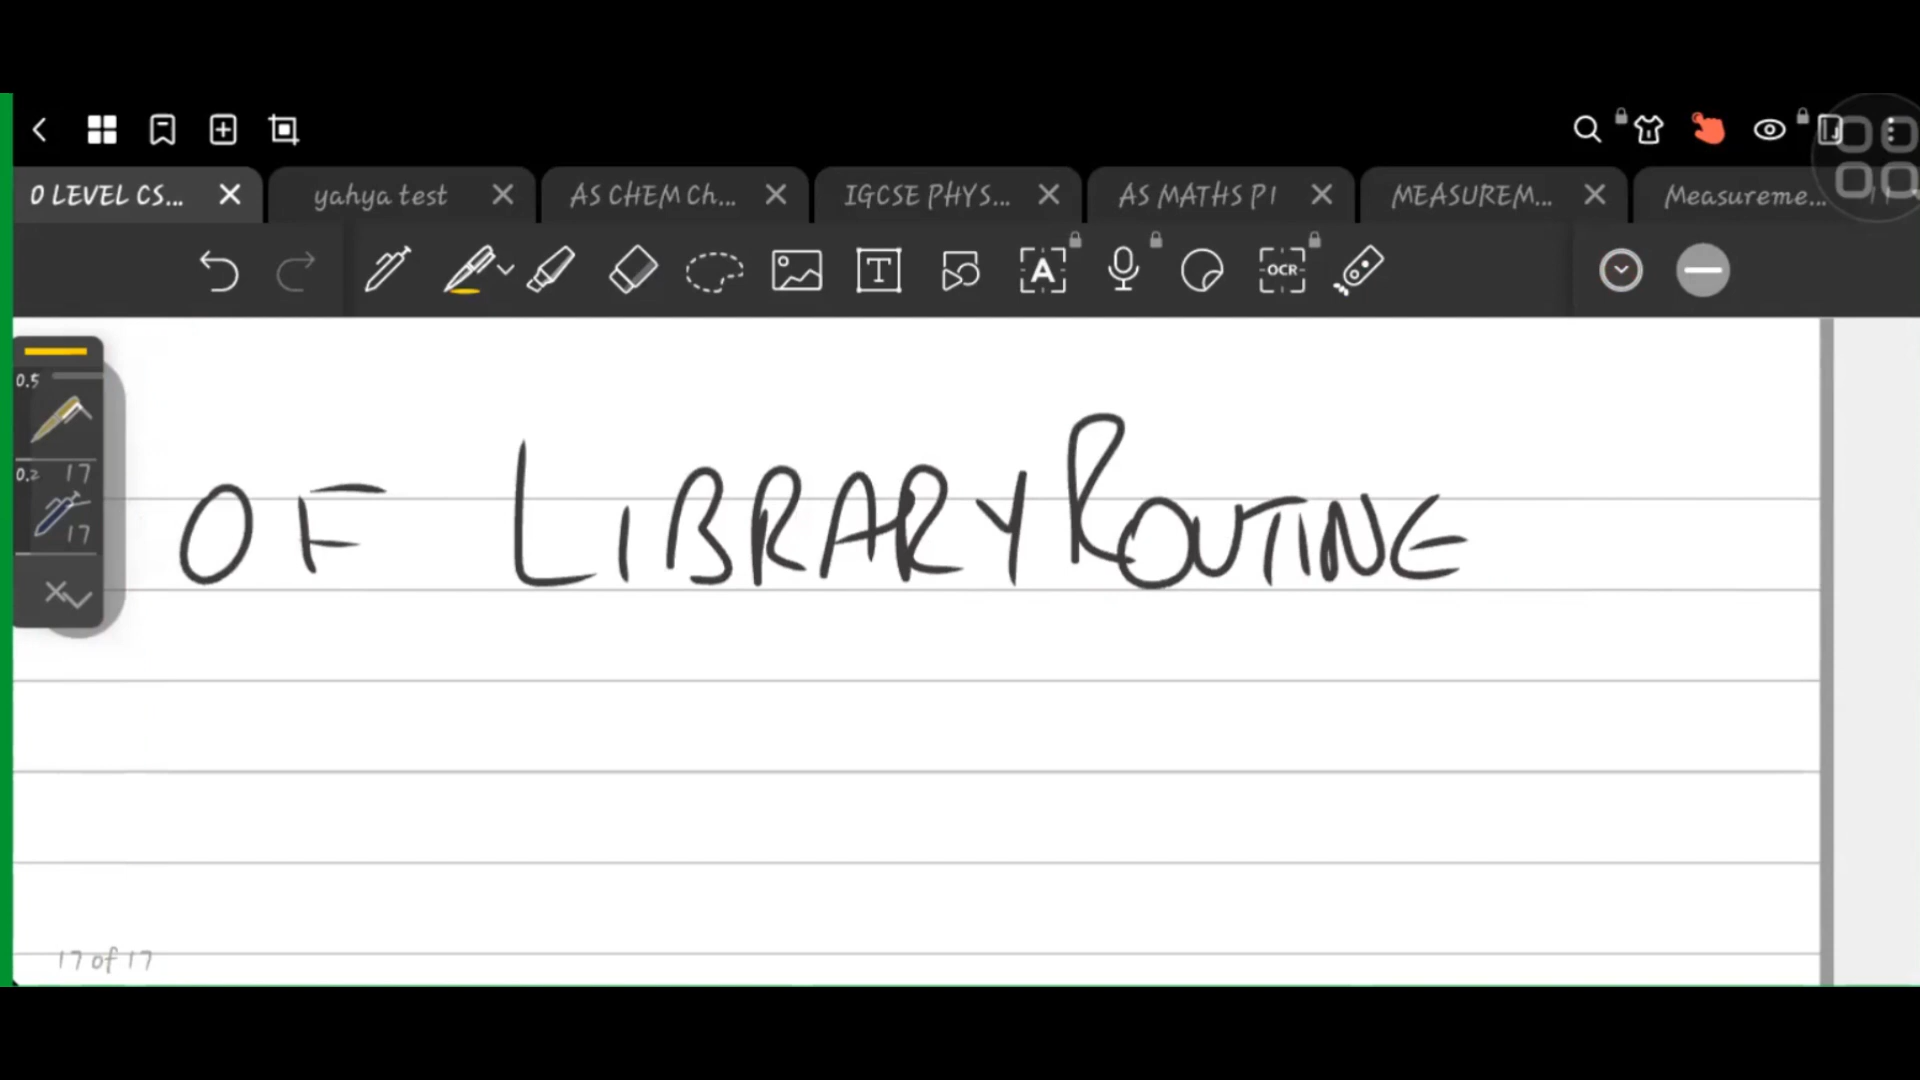 O LEVEL CS... yahya test AS CHEM Ch... IGCSE PHYS... AS MATHS P1 MEASUREM... Measureme...
T A OCR
0.5
17
0.2
17
OF LIBRARY ROUTINE
17 of 17